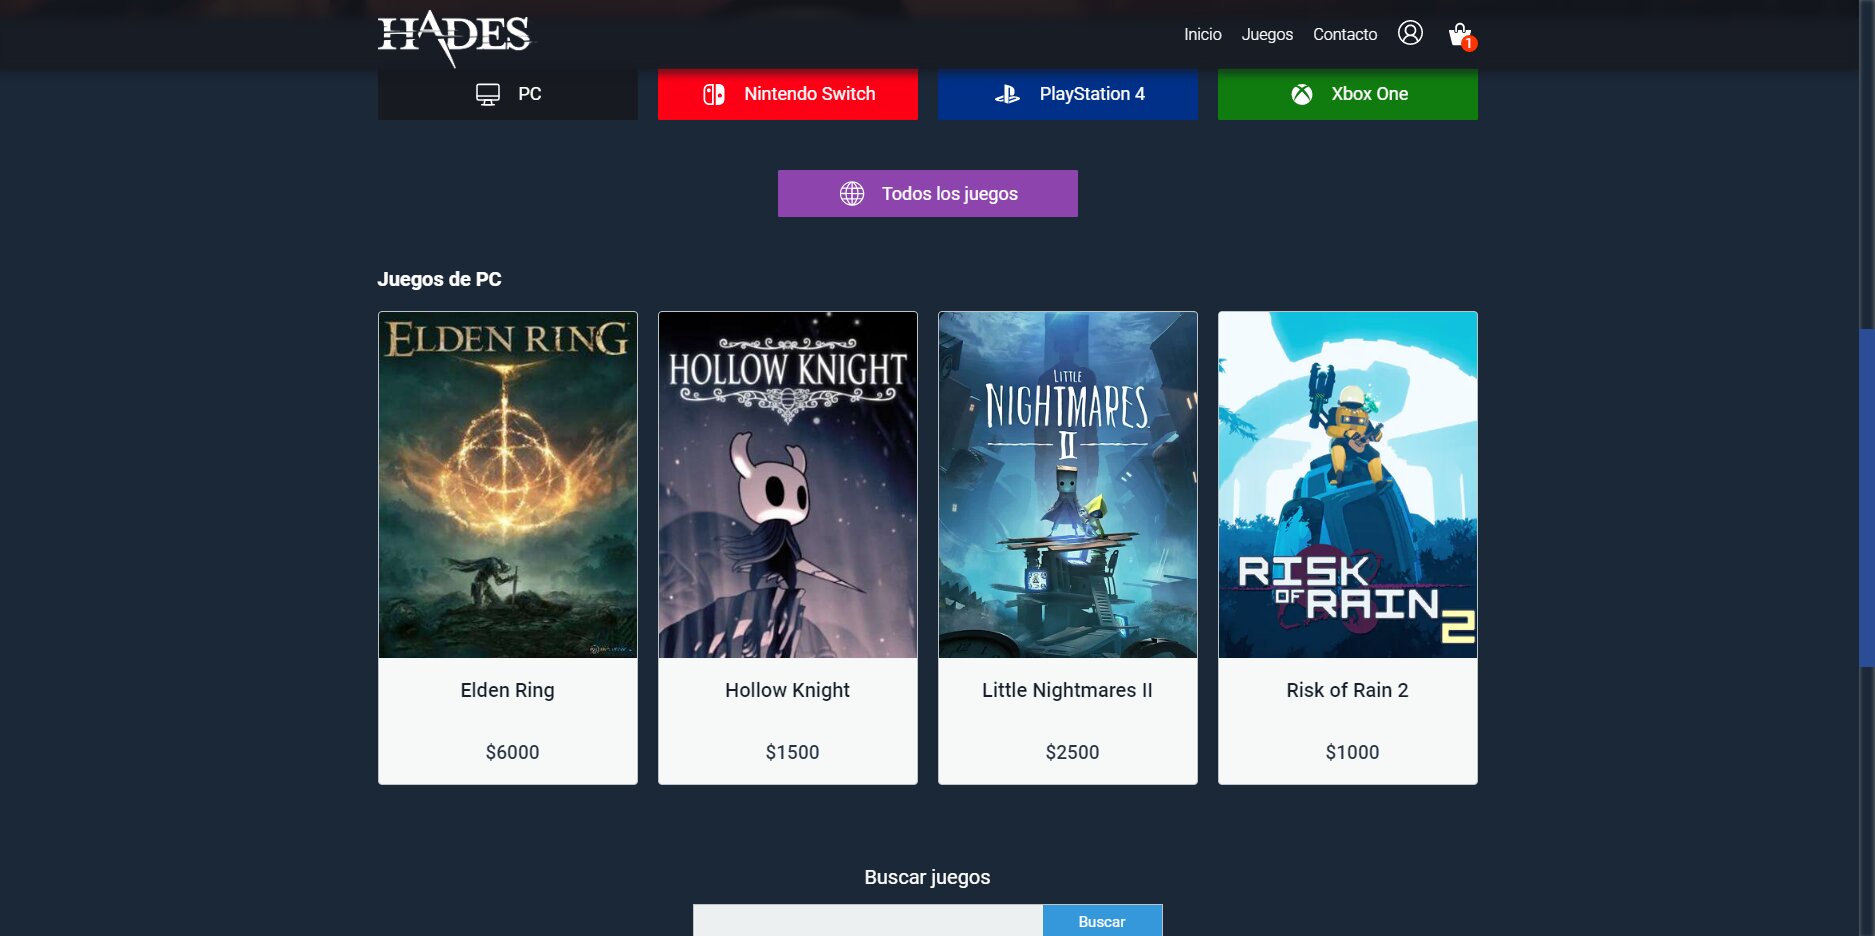 HADES
Inicio Juegos Contacto
1
PC
Nintendo Switch
PlayStation 4
Xbox One
Todos los juegos
Juegos de PC
ELDEN RING
HOLLOW KNIGHT
LITTLE
NIGHTMARES
II
RISK
OF RAIN
2
Elden Ring
$6000
Hollow Knight
$1500
Little Nightmares II
$2500
Risk of Rain 2
$1000
Buscar juegos
Buscar